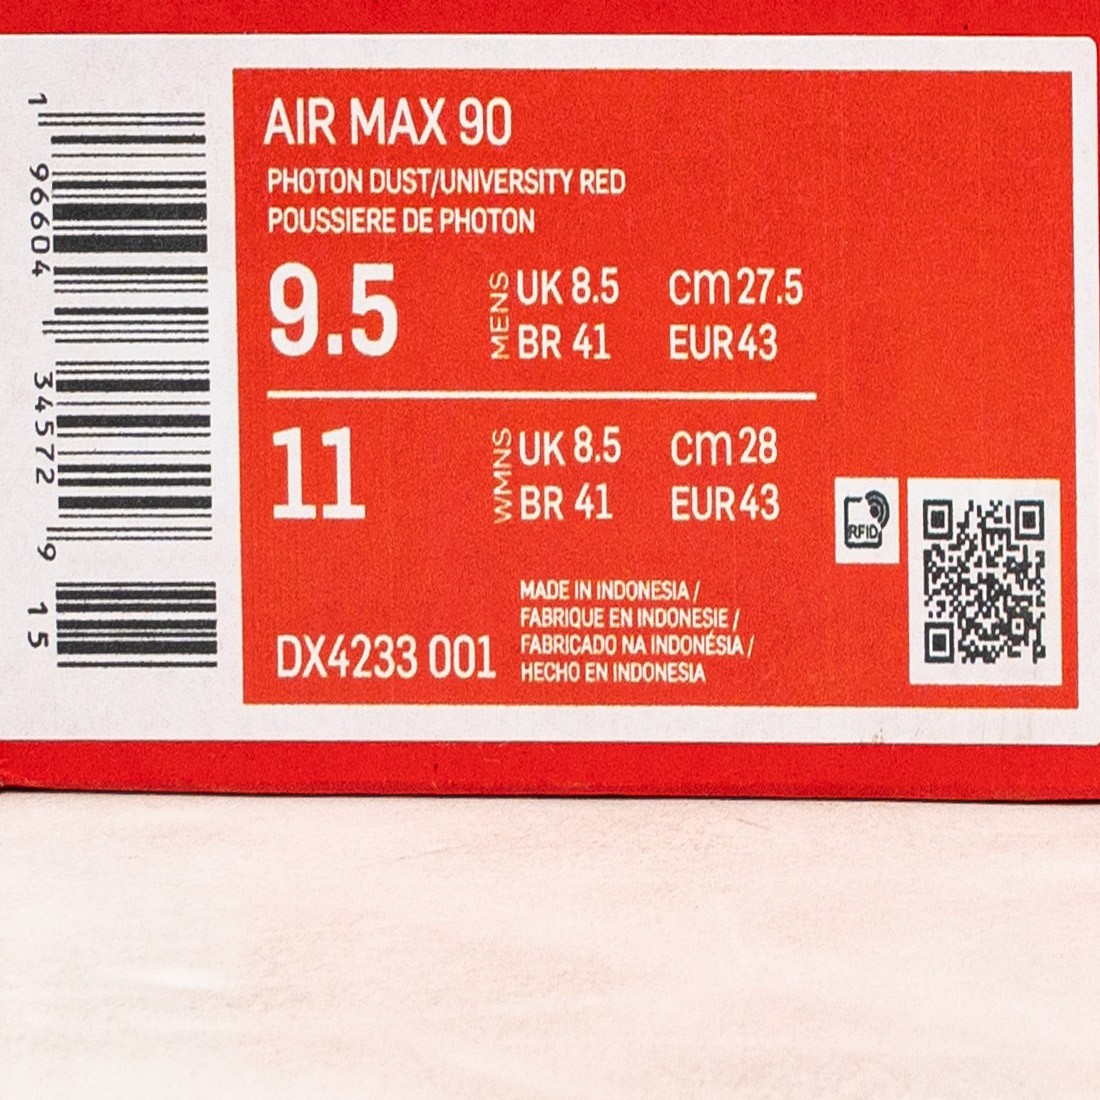 1 96604 34572 9 15
AIR MAX 90
PHOTON DUST/UNIVERSITY RED
POUSSIERE DE PHOTON
9.5 MENS UK 8.5 cm 27.5
BR 41 EUR 43
11 WMNS UK 8.5 cm 28
BR 41 EUR 43
RFID
MADE IN INDONESIA /
FABRIQUE EN INDONESIE /
FABRICADO NA INDONÉSIA /
HECHO EN INDONESIA
DX4233 001